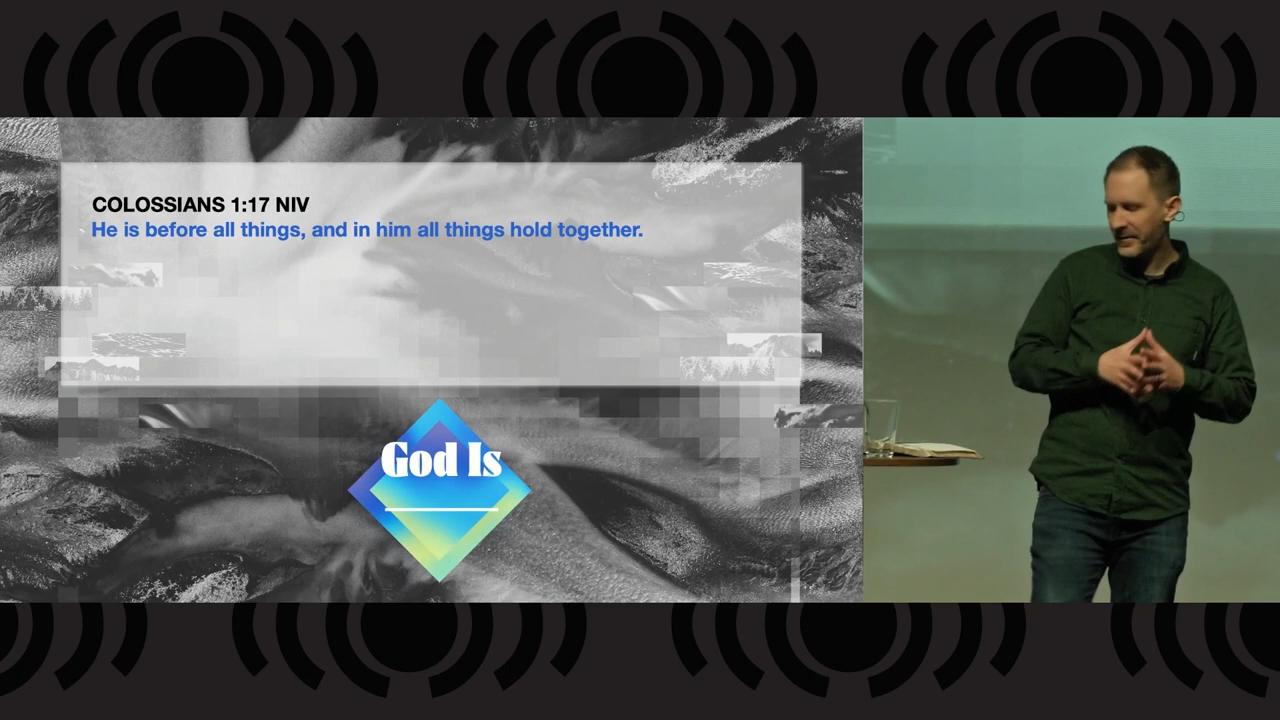 COLOSSIANS 1:17 NIV
He is before all things, and in him all things hold together.
God Is